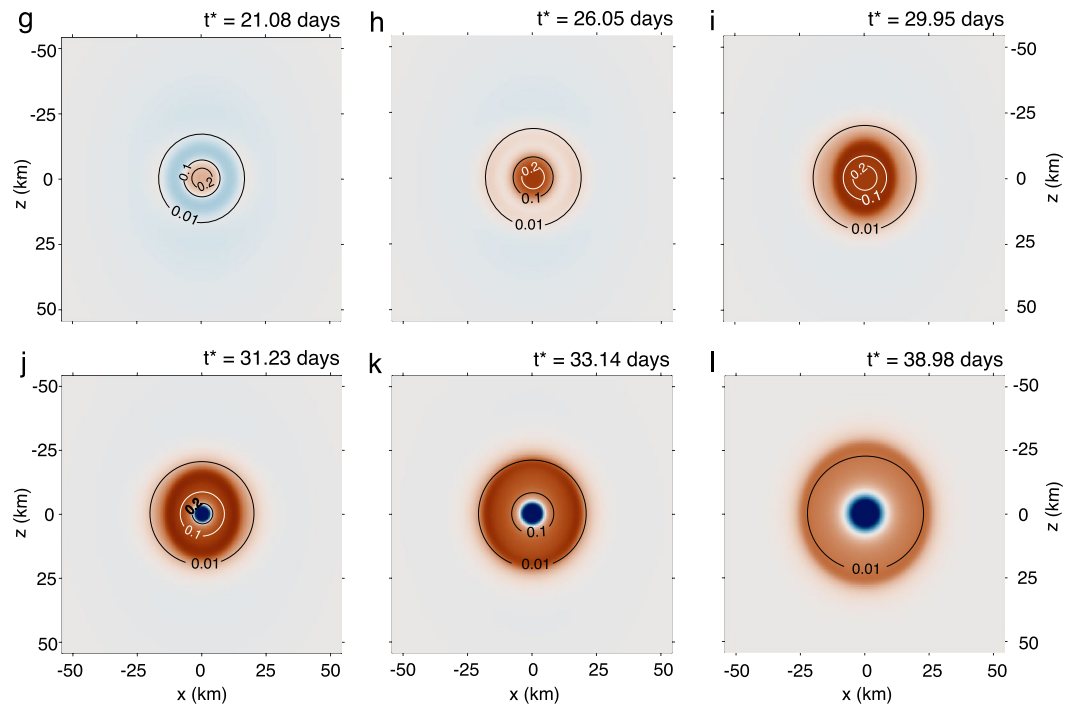 g t* = 21.08 days h t* = 26.05 days i t* = 29.95 days
-50 -50
-25 -25
z (km) 0 0.1 0.2 0.01 0.2 0.1 0.01 0.2 0.1 0.01 0 z (km)
25 25
50 50
j t* = 31.23 days k t* = 33.14 days l t* = 38.98 days
-50 -50
-25 -25
z (km) 0 0.2 0.1 0.01 0.1 0.01 0.01 0 z (km)
25 25
50 50
-50 -25 0 25 50 -50 -25 0 25 50 -50 -25 0 25 50
x (km) x (km) x (km)